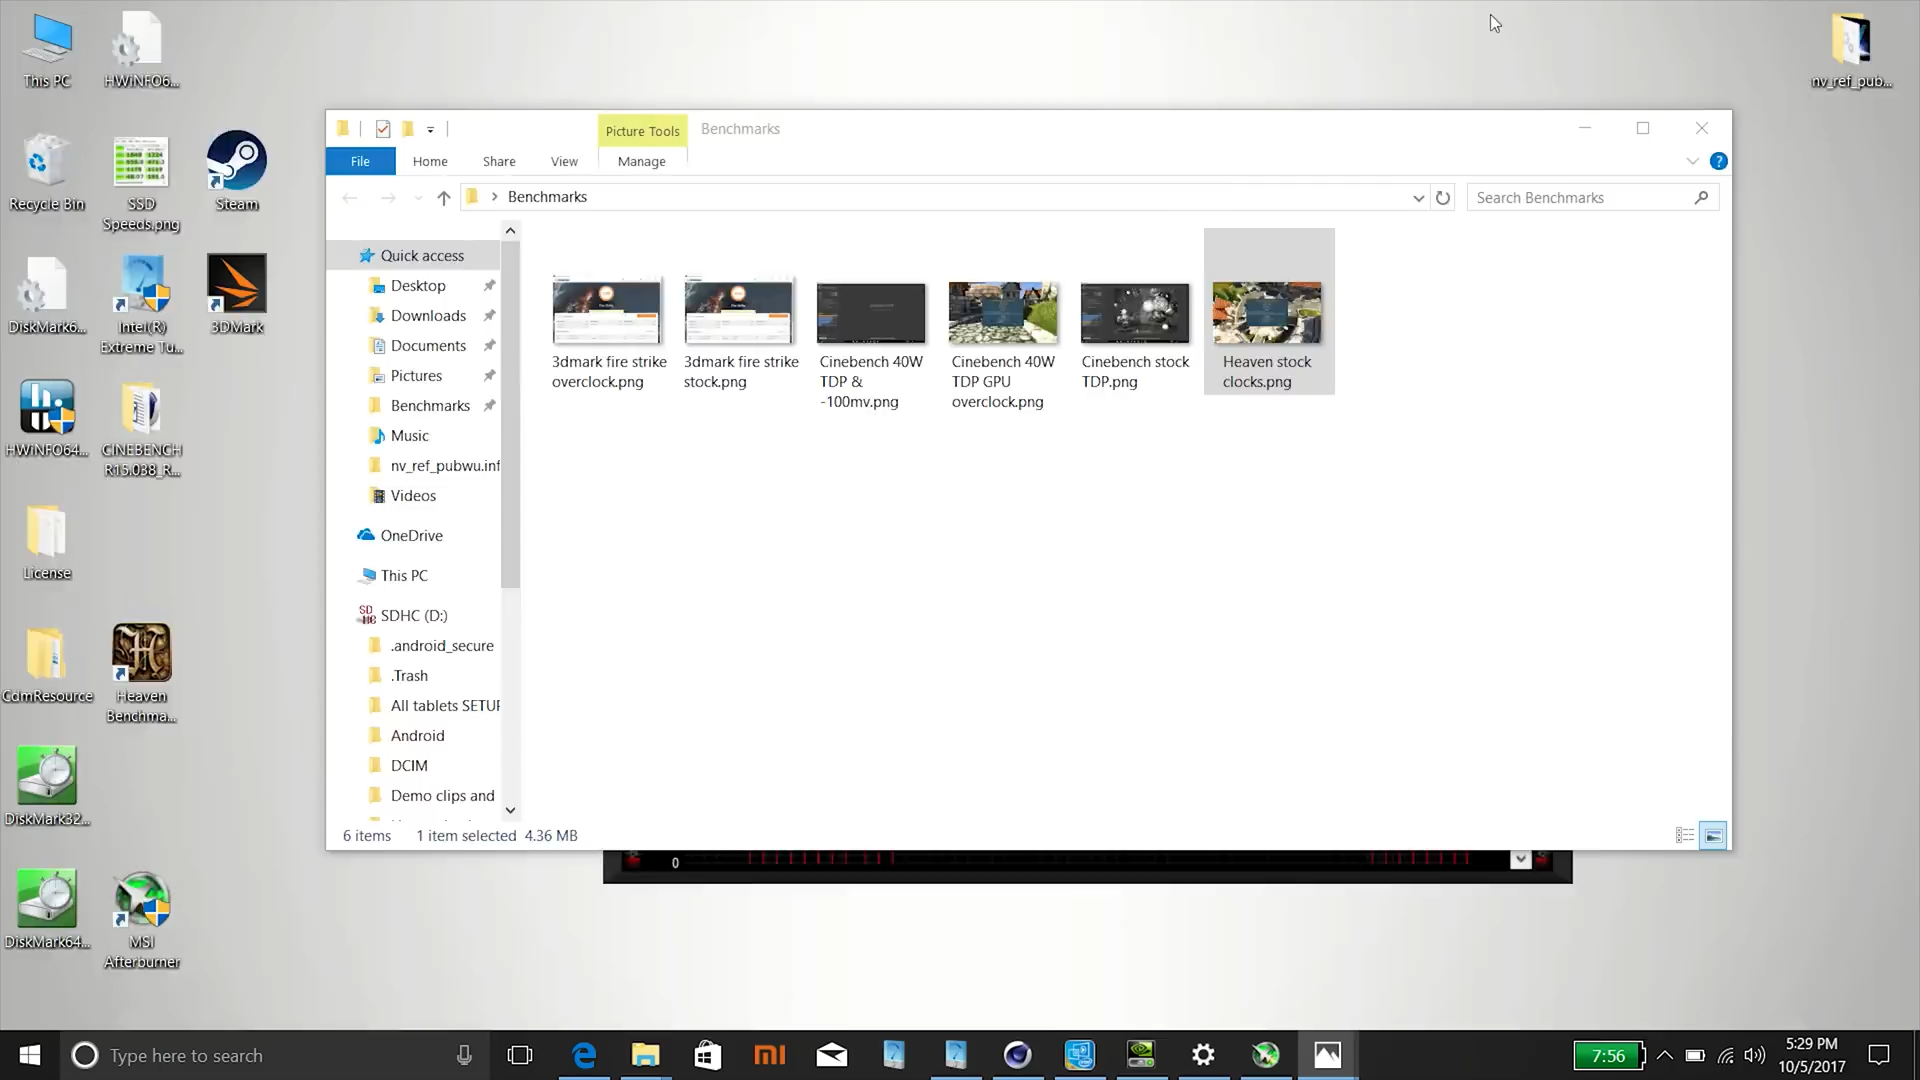 This PC
HWiNFO6...
nv_ref_pub...
Recycle Bin
SSD
Speeds.png
Steam
DiskMark6...
Intel(R)
Extreme Tu...
3DMark
HWiNFO64...
CINEBENCH
R15.038_R...
License
CdmResource
Heaven
Benchma...
DiskMark32...
DiskMark64...
MSI
Afterburner
Picture Tools
Benchmarks
File
Home
Share
View
Manage
Benchmarks
Search Benchmarks
Quick access
Desktop
Downloads
Documents
Pictures
Benchmarks
Music
nv_ref_pubwu.inf
Videos
OneDrive
This PC
SDHC (D:)
.android_secure
.Trash
All tablets SETUP
Android
DCIM
Demo clips and
3dmark fire strike
overclock.png
3dmark fire strike
stock.png
Cinebench 40W
TDP &
-100mv.png
Cinebench 40W
TDP GPU
overclock.png
Cinebench stock
TDP.png
Heaven stock
clocks.png
6 items 1 item selected 4.36 MB
0
Type here to search
mi
7:56
5:29 PM
10/5/2017